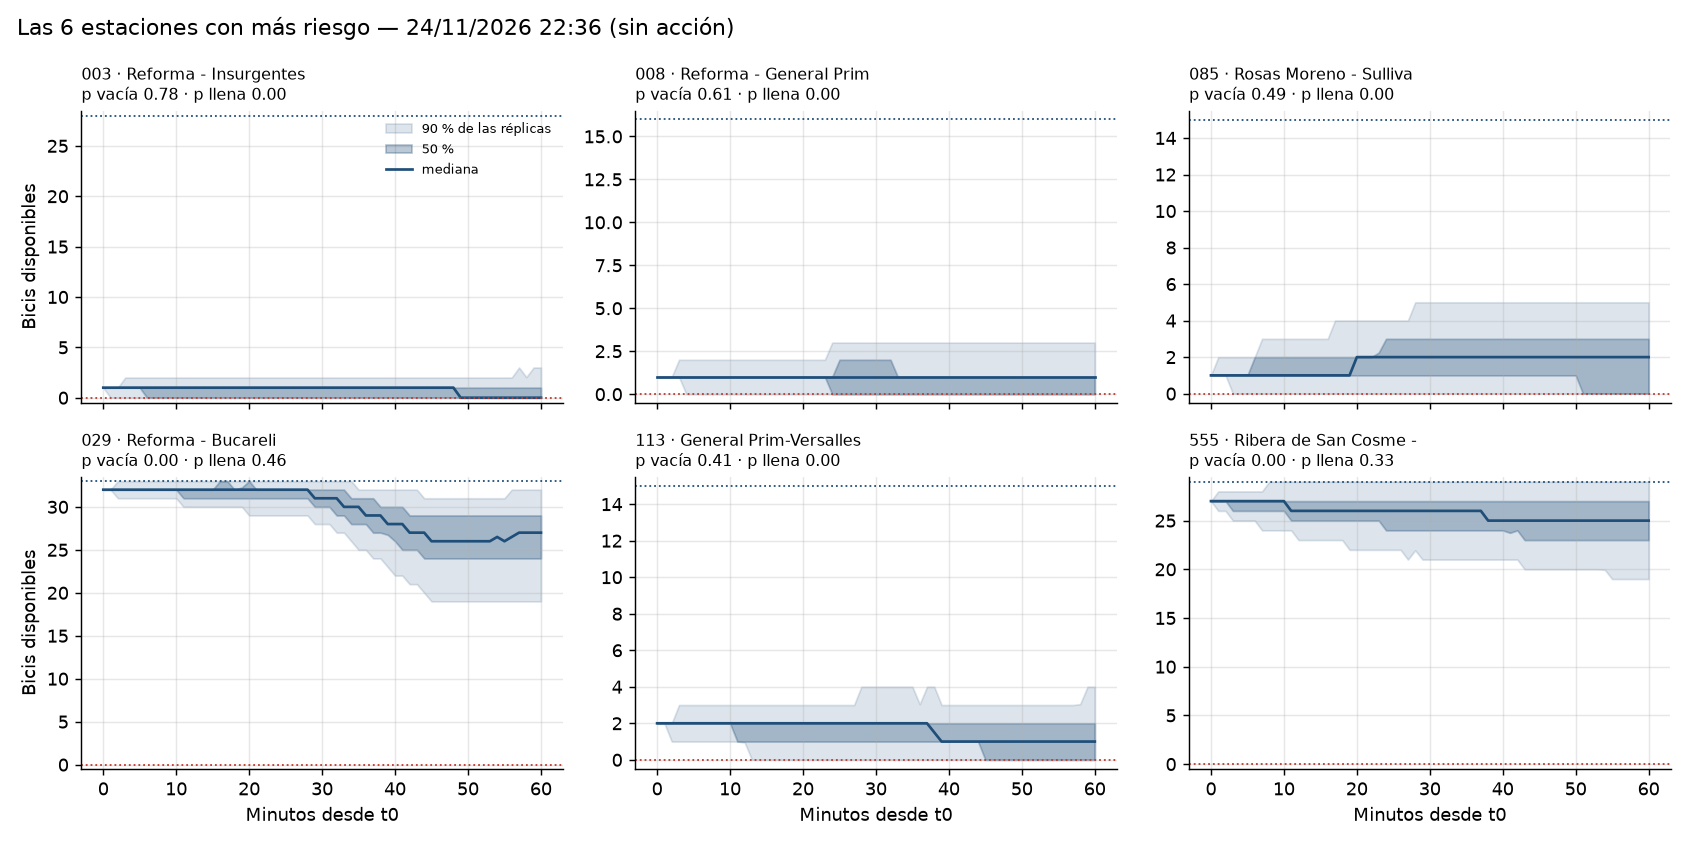 Las 6 estaciones con más riesgo — 24/11/2026 22:36 (sin acción)
003 · Reforma - Insurgentes
p vacía 0.78 · p llena 0.00
90 % de las réplicas
50 %
mediana
Bicis disponibles
25
20
15
10
5
0
008 · Reforma - General Prim
p vacía 0.61 · p llena 0.00
15.0
12.5
10.0
7.5
5.0
2.5
0.0
085 · Rosas Moreno - Sulliva
p vacía 0.49 · p llena 0.00
14
12
10
8
6
4
2
0
029 · Reforma - Bucareli
p vacía 0.00 · p llena 0.46
Bicis disponibles
30
25
20
15
10
5
0
0 10 20 30 40 50 60
Minutos desde t0
113 · General Prim-Versalles
p vacía 0.41 · p llena 0.00
14
12
10
8
6
4
2
0
0 10 20 30 40 50 60
Minutos desde t0
555 · Ribera de San Cosme -
p vacía 0.00 · p llena 0.33
25
20
15
10
5
0
0 10 20 30 40 50 60
Minutos desde t0